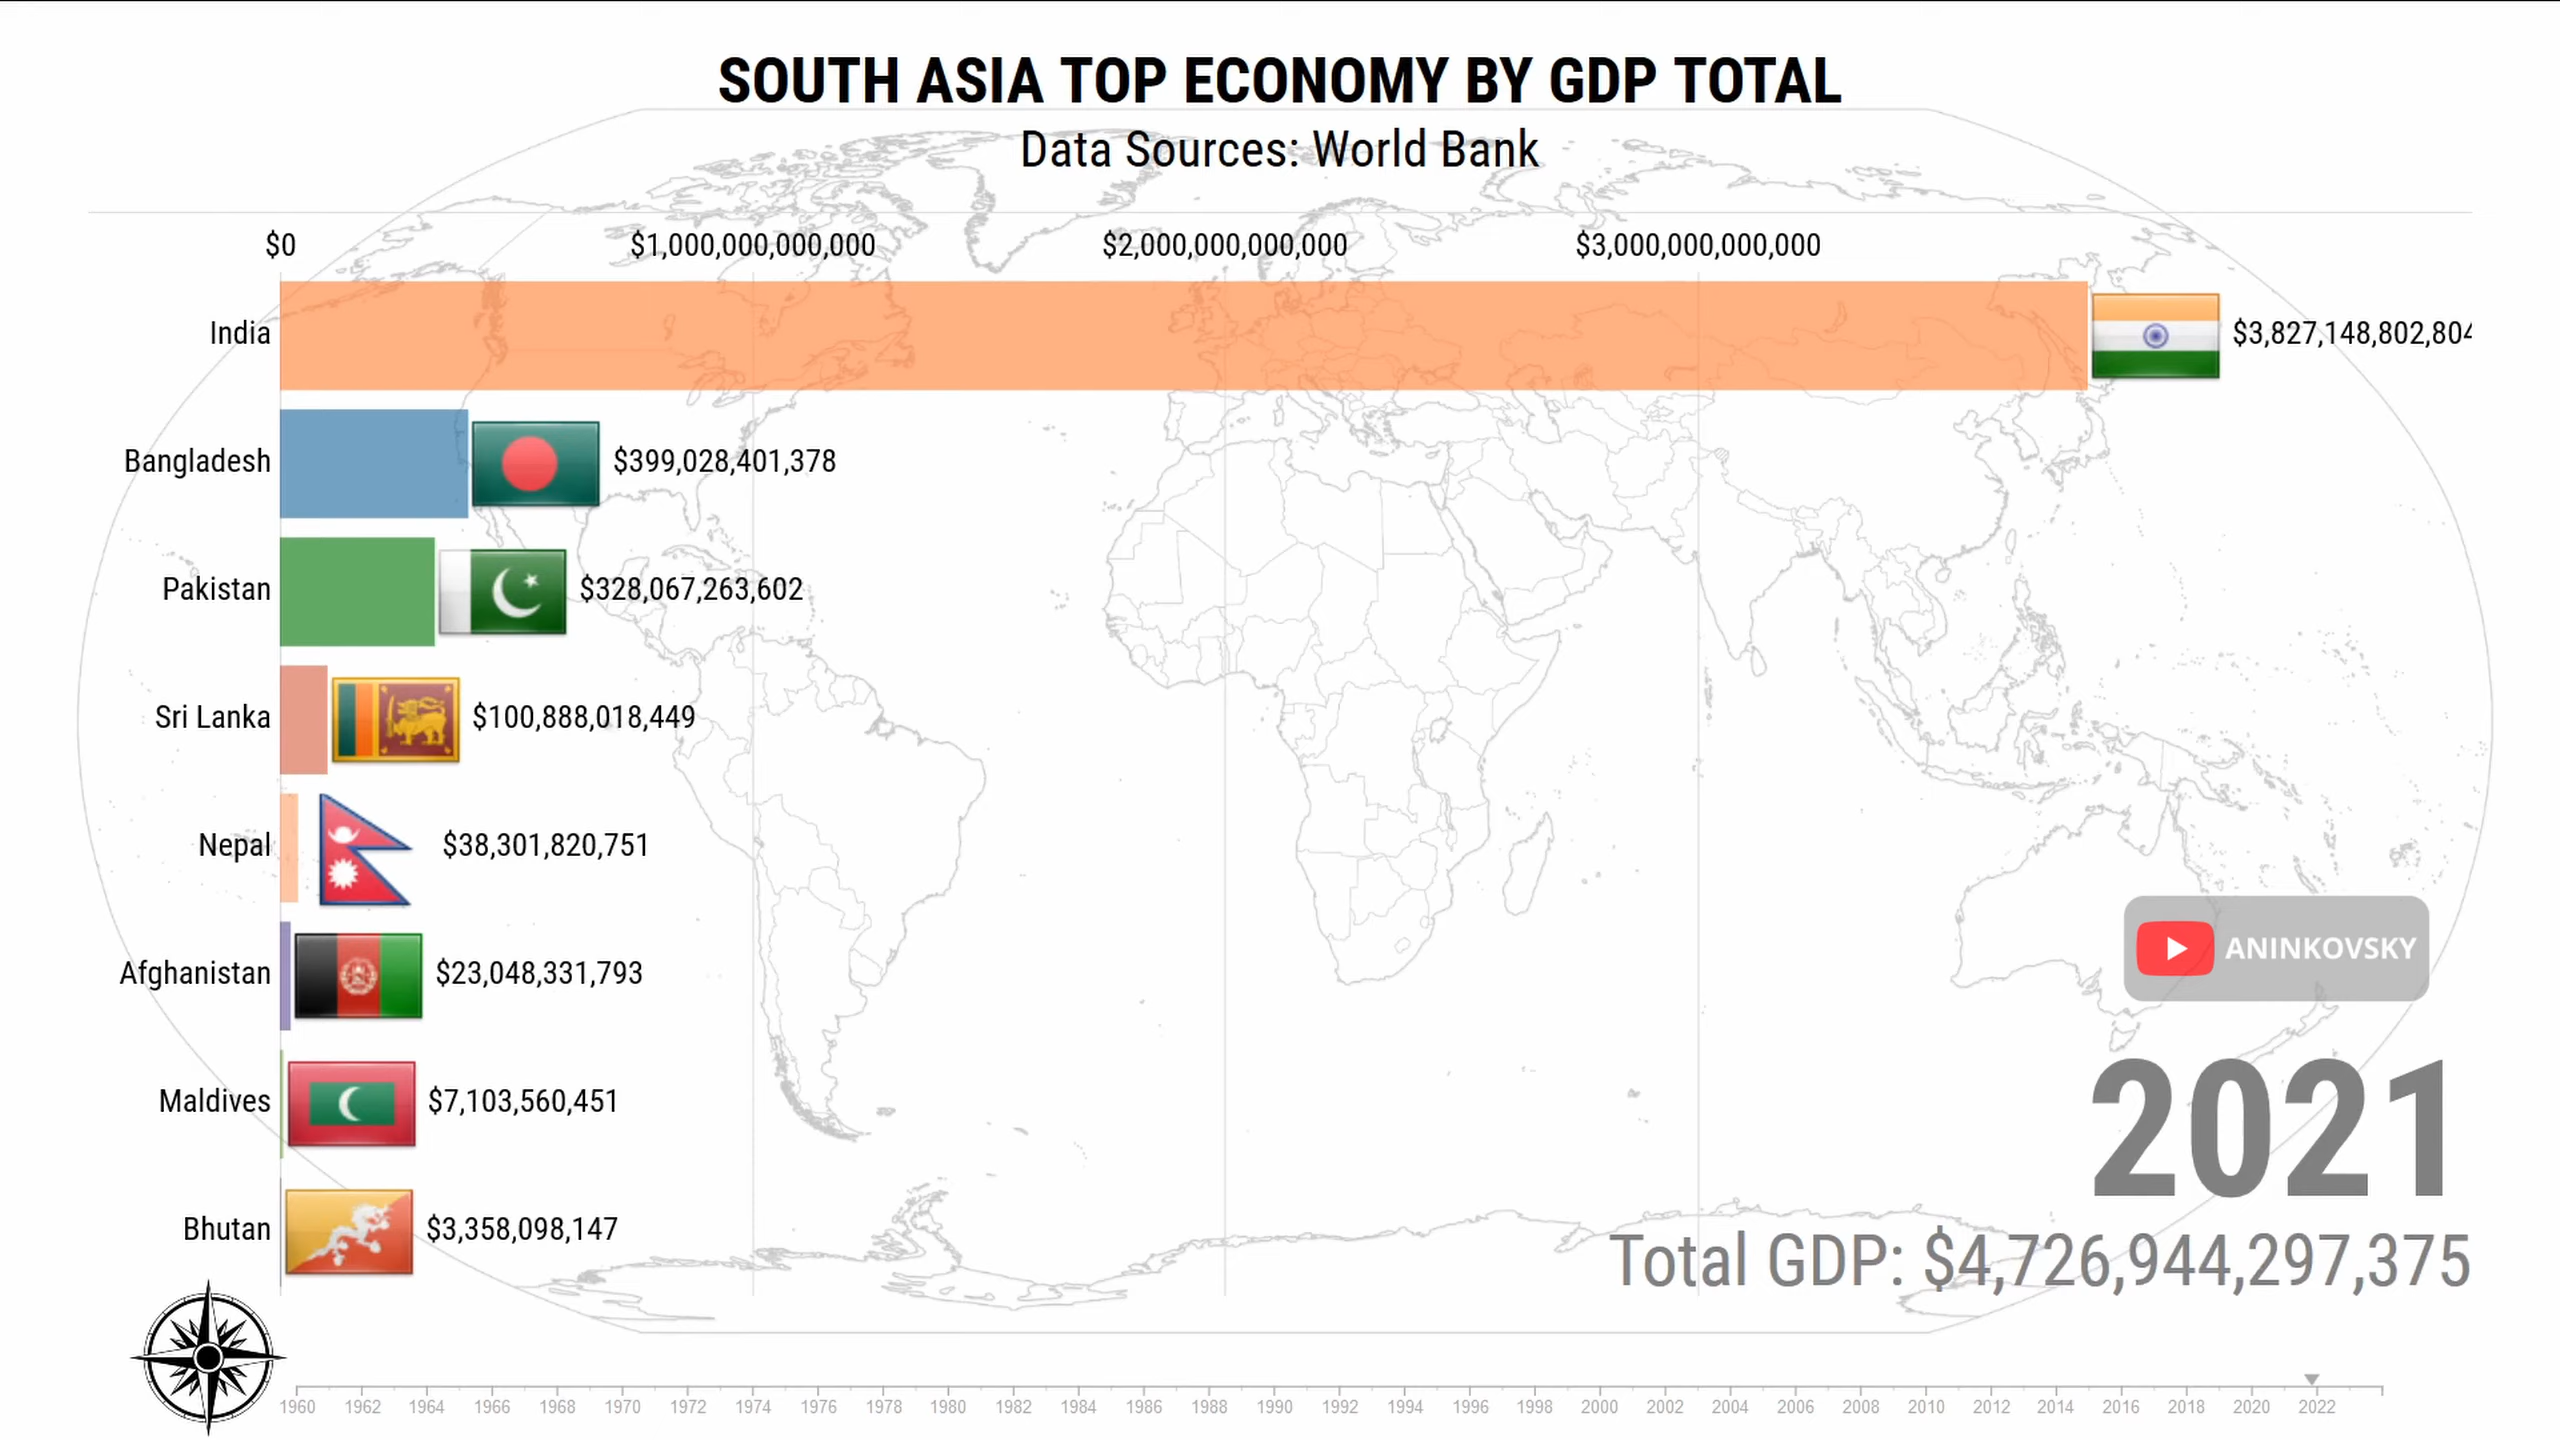 SOUTH ASIA TOP ECONOMY BY GDP TOTAL
Data Sources: World Bank
$0 $1,000,000,000,000 $2,000,000,000,000 $3,000,000,000,000
India $3,827,148,802,804
Bangladesh $399,028,401,378
Pakistan $328,067,263,602
Sri Lanka $100,888,018,449
Nepal $38,301,820,751
Afghanistan $23,048,331,793
Maldives $7,103,560,451
Bhutan $3,358,098,147
ANINKOVSKY
2021
Total GDP: $4,726,944,297,375
1960 1962 1964 1966 1968 1970 1972 1974 1976 1978 1980 1982 1984 1986 1988 1990 1992 1994 1996 1998 2000 2002 2004 2006 2008 2010 2012 2014 2016 2018 2020 2022